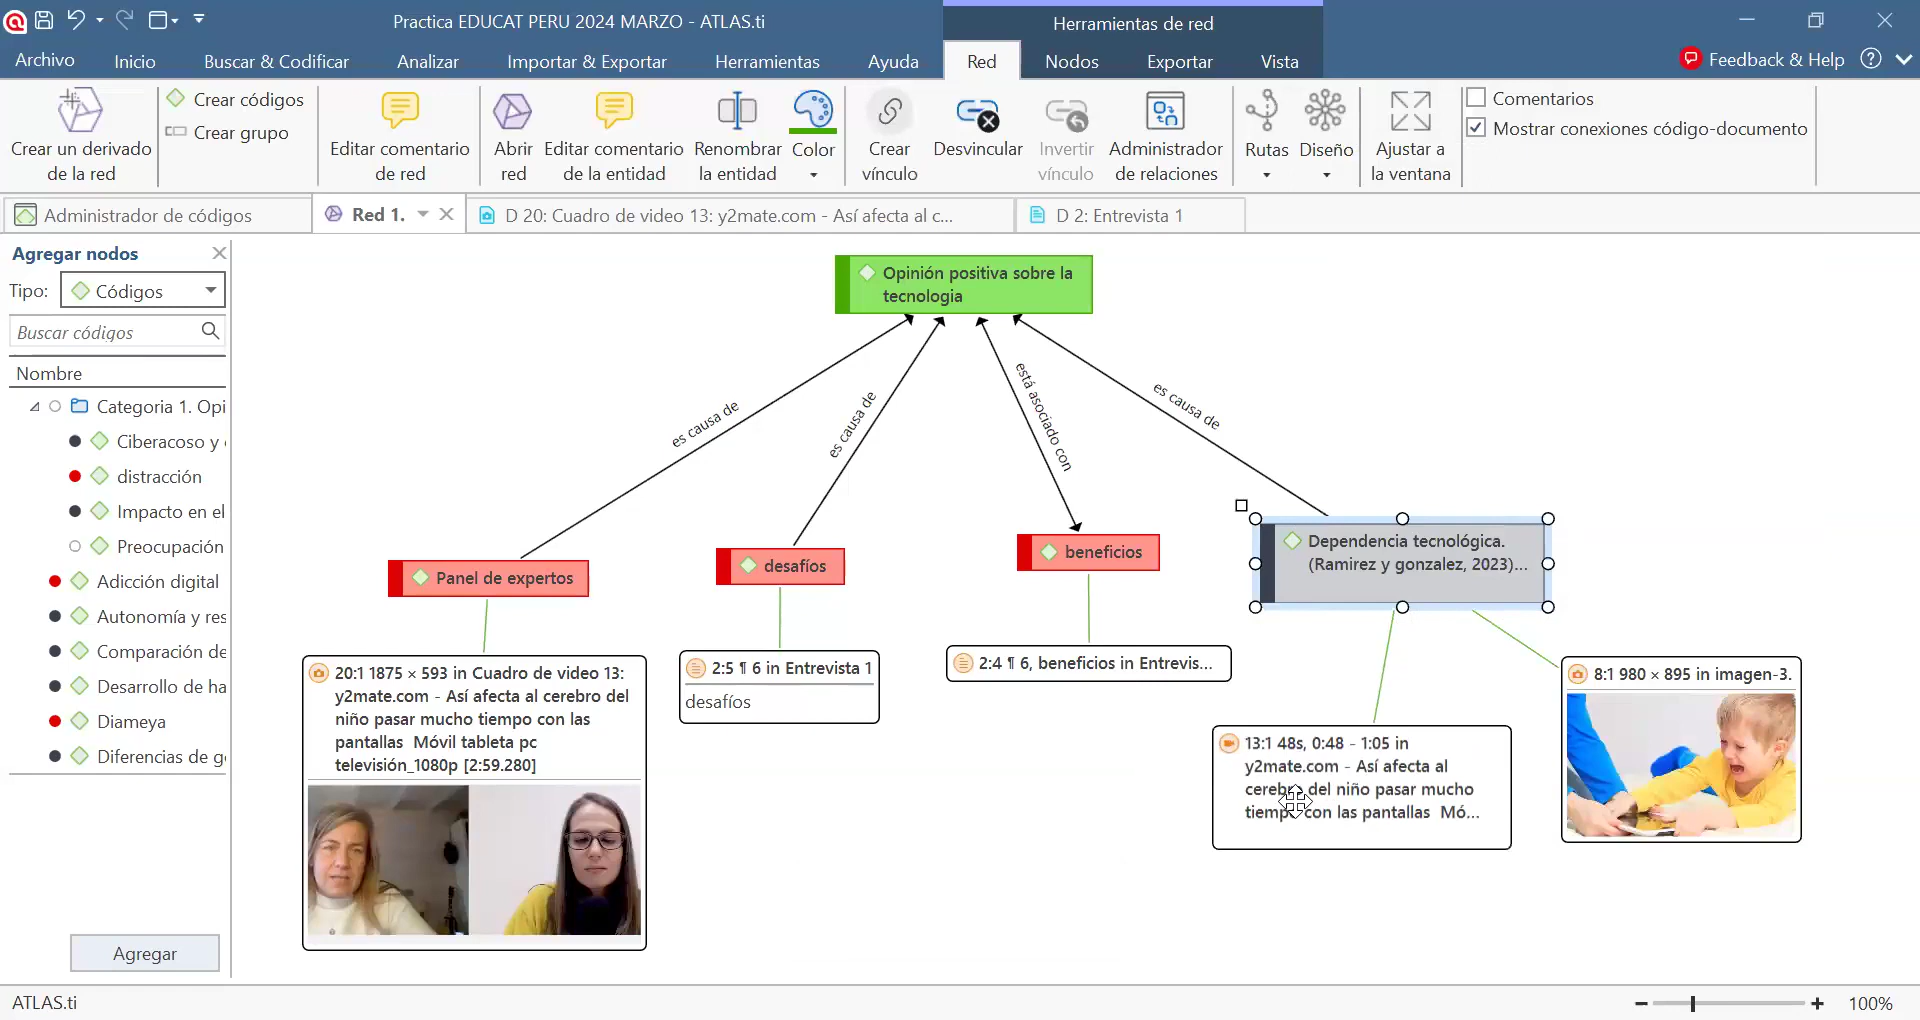 Practica EDUCAT PERU 2024 MARZO - ATLAS.ti
Herramientas de red
Archivo
Inicio
Buscar & Codificar
Analizar
Importar & Exportar
Herramientas
Ayuda
Red
Nodos
Exportar
Vista
Feedback & Help
Crear un derivado
de la red
Crear códigos
Crear grupo
Editar comentario
de red
Abrir
red
Editar comentario
de la entidad
Renombrar
la entidad
Color
Crear
vínculo
Desvincular
Invertir
vínculo
Administrador
de relaciones
Rutas
Diseño
Ajustar a
la ventana
Comentarios
Mostrar conexiones código-documento
Administrador de códigos
Red 1.
D 20: Cuadro de video 13: y2mate.com - Así afecta al c...
D 2: Entrevista 1
Agregar nodos
Tipo:
Códigos
Buscar códigos
Nombre
Categoria 1. Opi
Ciberacoso y
distracción
Impacto en el
Preocupación
Adicción digital
Autonomía y res
Comparación de
Desarrollo de ha
Diameya
Diferencias de g
Agregar
Opinión positiva sobre la
tecnologia
es causa de
es causa de
está asociado con
es causa de
Panel de expertos
desafíos
beneficios
Dependencia tecnológica.
(Ramirez y gonzalez, 2023)...
20:1 1875 × 593 in Cuadro de video 13:
y2mate.com - Así afecta al cerebro del
niño pasar mucho tiempo con las
pantallas Móvil tableta pc
televisión_1080p [2:59.280]
2:5 ¶ 6 in Entrevista 1
desafíos
2:4 ¶ 6, beneficios in Entrevis...
13:1 48s, 0:48 - 1:05 in
y2mate.com - Así afecta al
cerebro del niño pasar mucho
tiempo con las pantallas Mó...
8:1 980 × 895 in imagen-3.
ATLAS.ti
100%